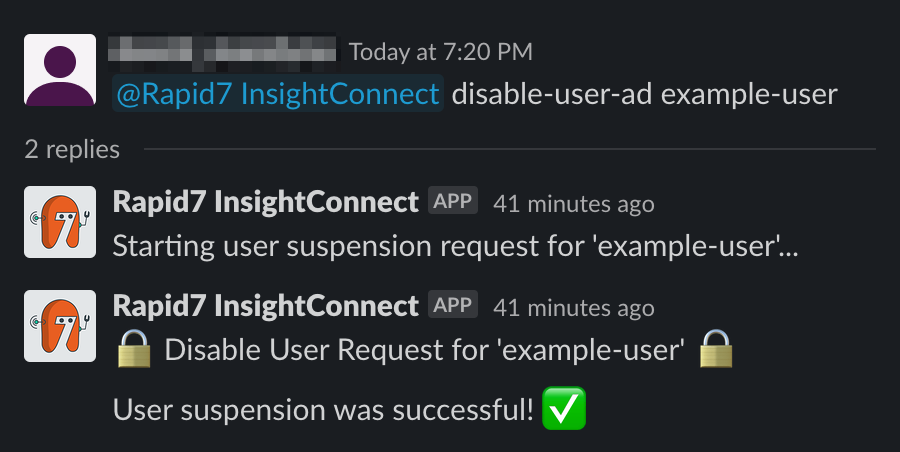 Today at 7:20 PM
@Rapid7 InsightConnect disable-user-ad example-user
2 replies
Rapid7 InsightConnect APP 41 minutes ago
Starting user suspension request for 'example-user'...
Rapid7 InsightConnect APP 41 minutes ago
Disable User Request for 'example-user'
User suspension was successful!